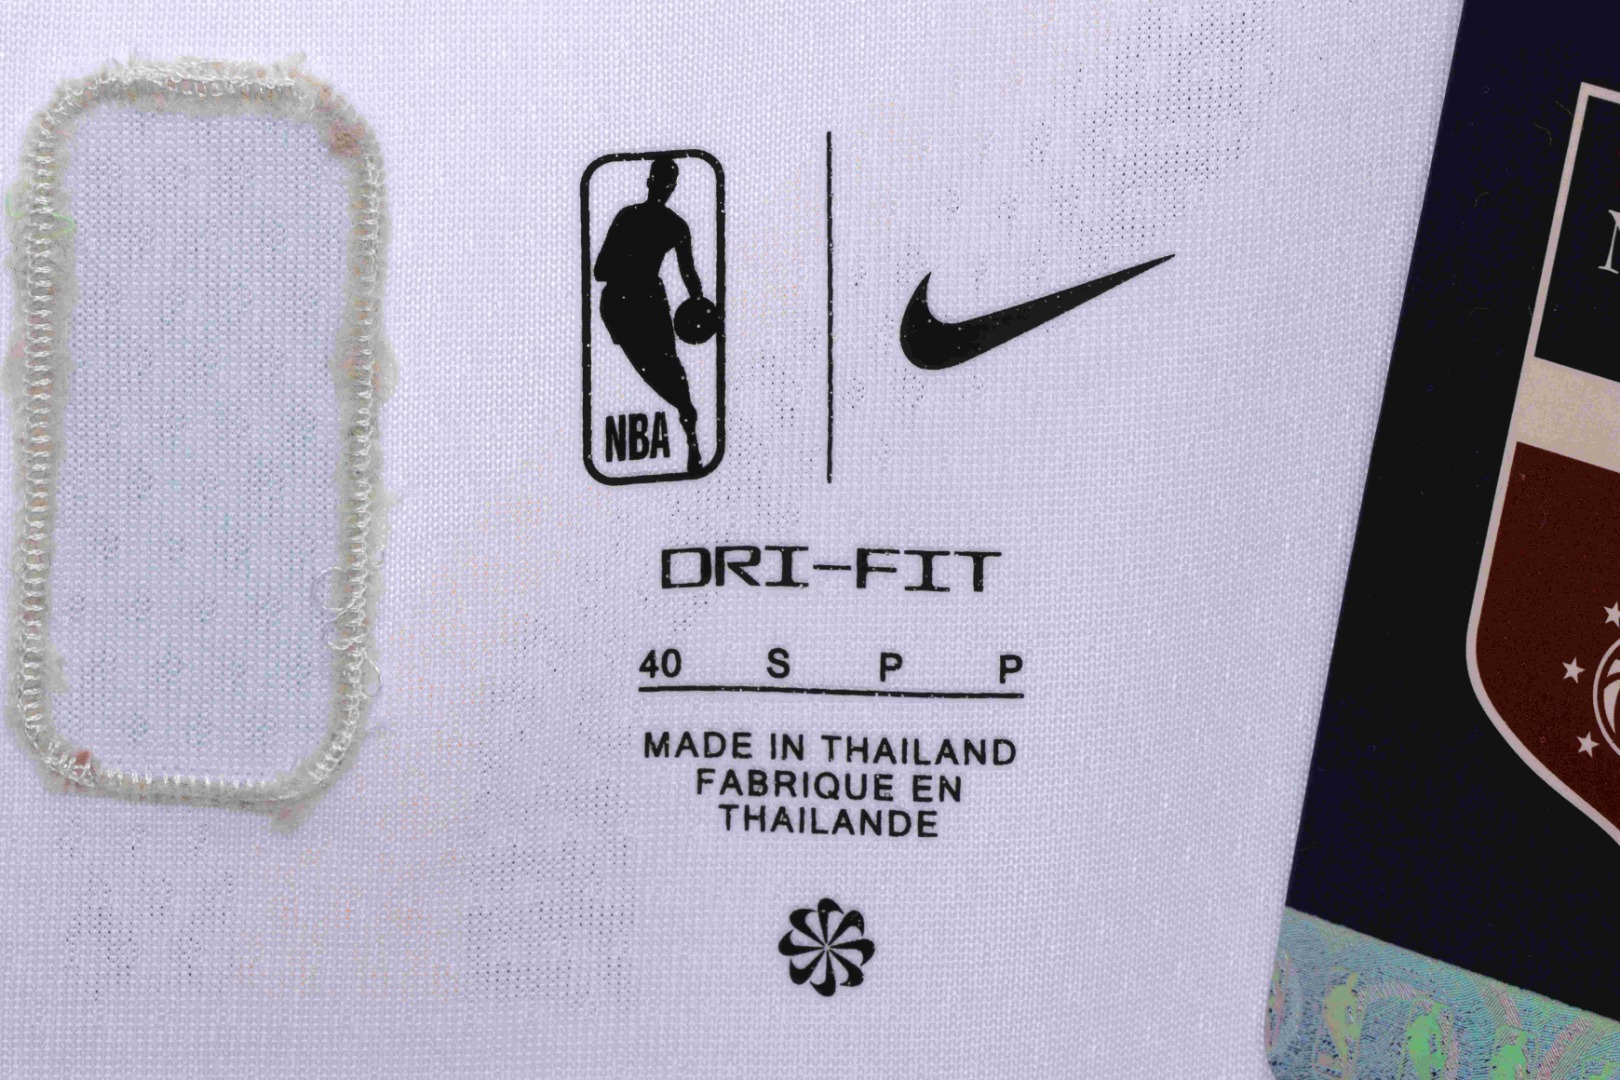 NBA
DRI-FIT
40 S P P
MADE IN THAILAND
FABRIQUE EN
THAILANDE